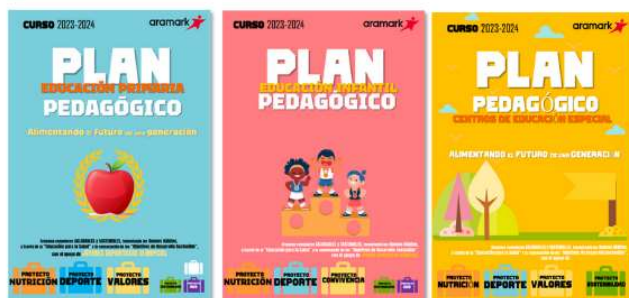 CURSO 2023-2024
aramark
PLAN
EDUCACIÓN PRIMARIA
PEDAGÓGICO
Alimentando el Futuro de una generación
PROYECTO
NUTRICIÓN
PROYECTO
DEPORTE
PROYECTO
VALORES
CURSO 2023-2024
aramark
PLAN
EDUCACIÓN INFANTIL
PEDAGÓGICO
PROYECTO
NUTRICIÓN
PROYECTO
DEPORTE
PROYECTO
CONVIVENCIA
CURSO 2023-2024
aramark
PLAN
PEDAGÓGICO
CENTROS DE EDUCACIÓN ESPECIAL
ALIMENTANDO EL FUTURO DE UNA GENERACIÓN
PROYECTO
NUTRICIÓN
PROYECTO
DEPORTE
PROYECTO
VALORES
PROYECTO
SOSTENIBILIDAD